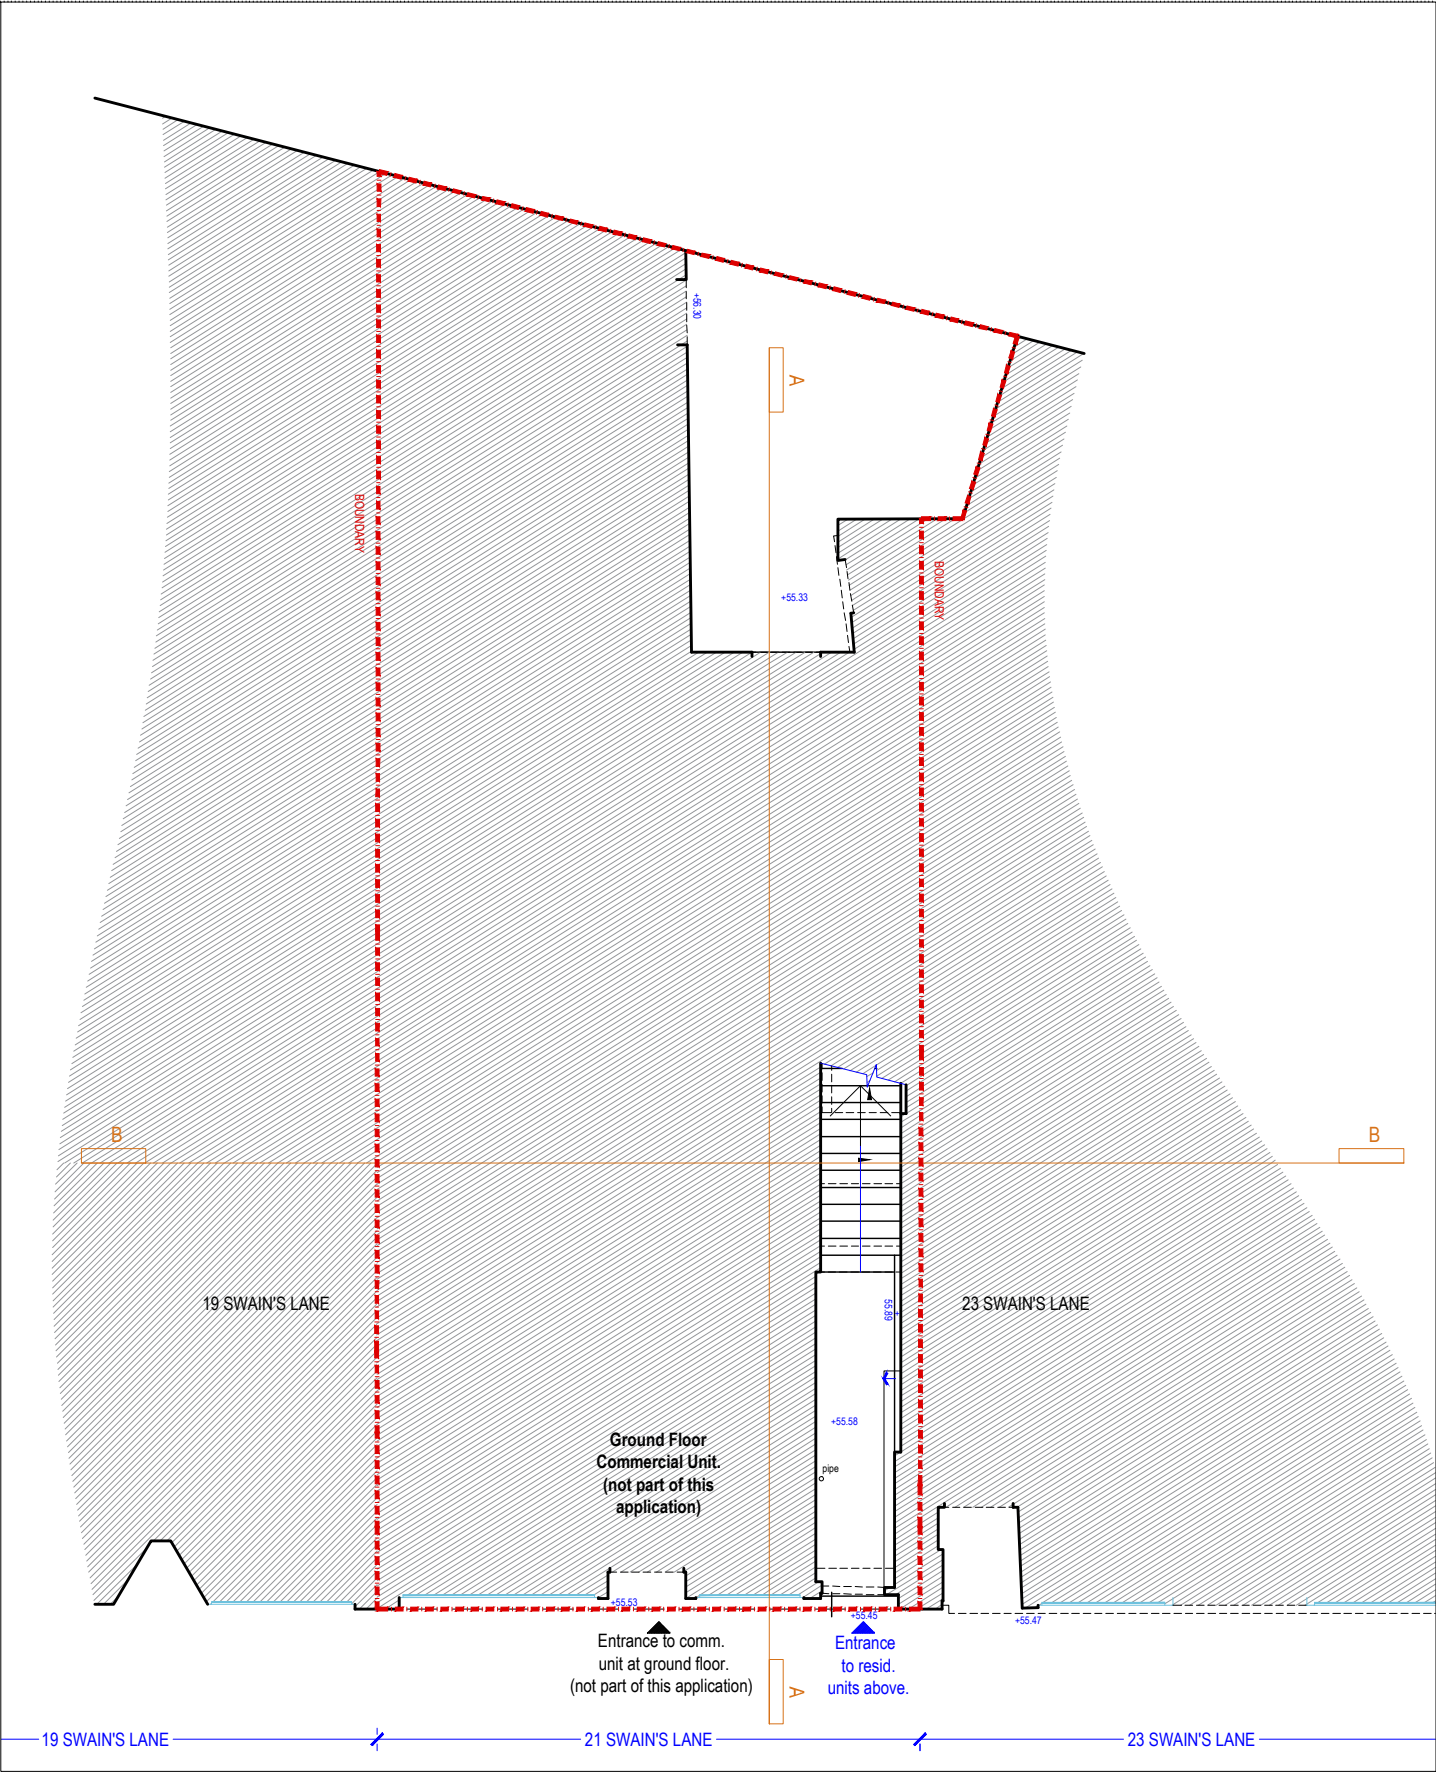 +56.30
A
BOUNDARY
BOUNDARY
+55.33
B
B
19 SWAIN'S LANE
+
55.89
23 SWAIN'S LANE
+55.58
Ground Floor
Commercial Unit.
(not part of this
application)
pipe
+55.53
+55.45
+55.47
Entrance to comm.
unit at ground floor.
(not part of this application)
Entrance
to resid.
units above.
A
19 SWAIN'S LANE
21 SWAIN'S LANE
23 SWAIN'S LANE